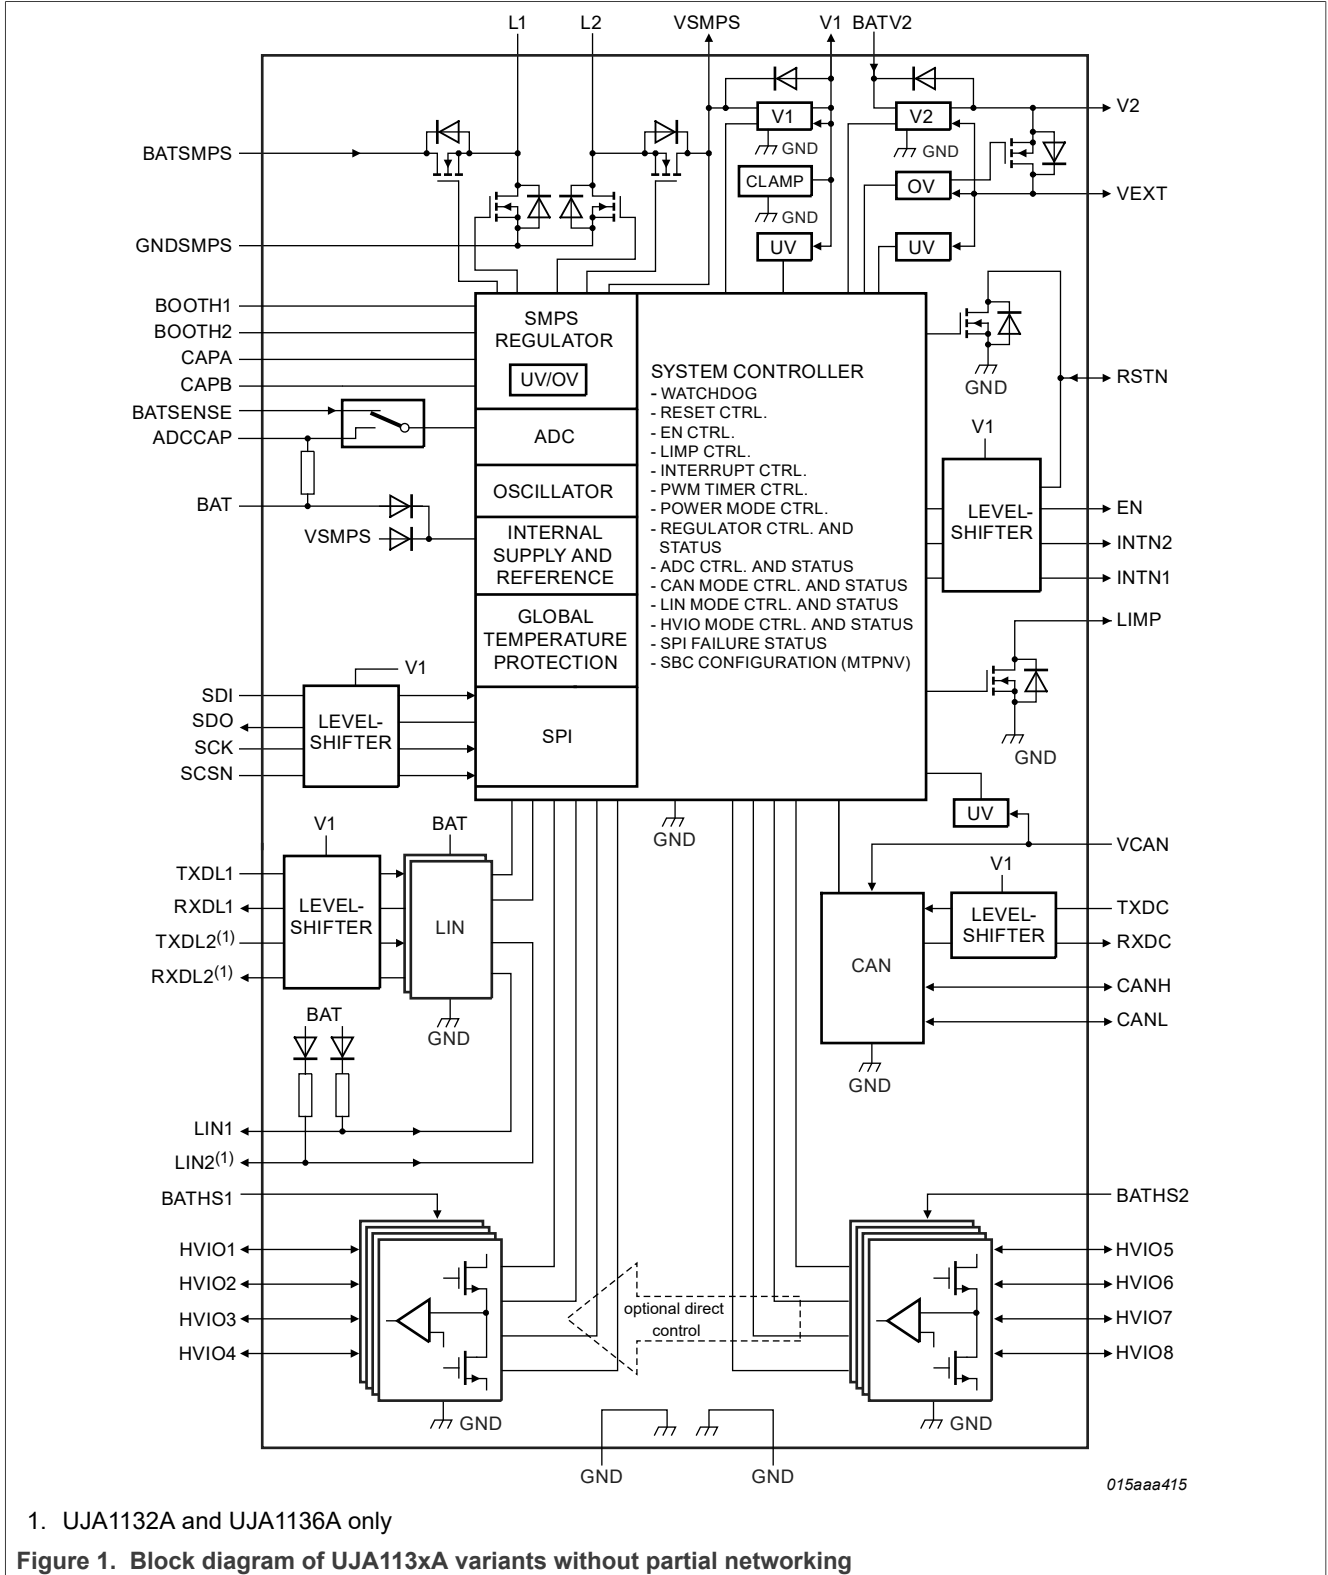 L1
L2
VSMPS
V1
BATV2
V2
V1
V2
GND
GND
BATSMPS
CLAMP
OV
VEXT
GND
GNDSMPS
UV
UV
BOOTH1
BOOTH2
CAPA
CAPB
BATSENSE
ADCCAP
BAT
VSMPS
SMPS
REGULATOR
UV/OV
ADC
OSCILLATOR
INTERNAL
SUPPLY AND
REFERENCE
GLOBAL
TEMPERATURE
PROTECTION
SPI
SYSTEM CONTROLLER
- WATCHDOG
- RESET CTRL.
- EN CTRL.
- LIMP CTRL.
- INTERRUPT CTRL.
- PWM TIMER CTRL.
- POWER MODE CTRL.
- REGULATOR CTRL. AND
STATUS
- ADC CTRL. AND STATUS
- CAN MODE CTRL. AND STATUS
- LIN MODE CTRL. AND STATUS
- HVIO MODE CTRL. AND STATUS
- SPI FAILURE STATUS
- SBC CONFIGURATION (MTPNV)
GND
RSTN
V1
LEVEL-
SHIFTER
EN
INTN2
INTN1
LIMP
GND
V1
SDI
SDO
SCK
SCSN
LEVEL-
SHIFTER
GND
UV
VCAN
V1
BAT
TXDL1
RXDL1
TXDL2(1)
RXDL2(1)
LEVEL-
SHIFTER
LIN
GND
V1
LEVEL-
SHIFTER
TXDC
RXDC
CAN
CANH
CANL
GND
BAT
LIN1
LIN2(1)
BATHS1
HVIO1
HVIO2
HVIO3
HVIO4
GND
optional direct
control
BATHS2
HVIO5
HVIO6
HVIO7
HVIO8
GND
GND
GND
015aaa415
1. UJA1132A and UJA1136A only
Figure 1. Block diagram of UJA113xA variants without partial networking